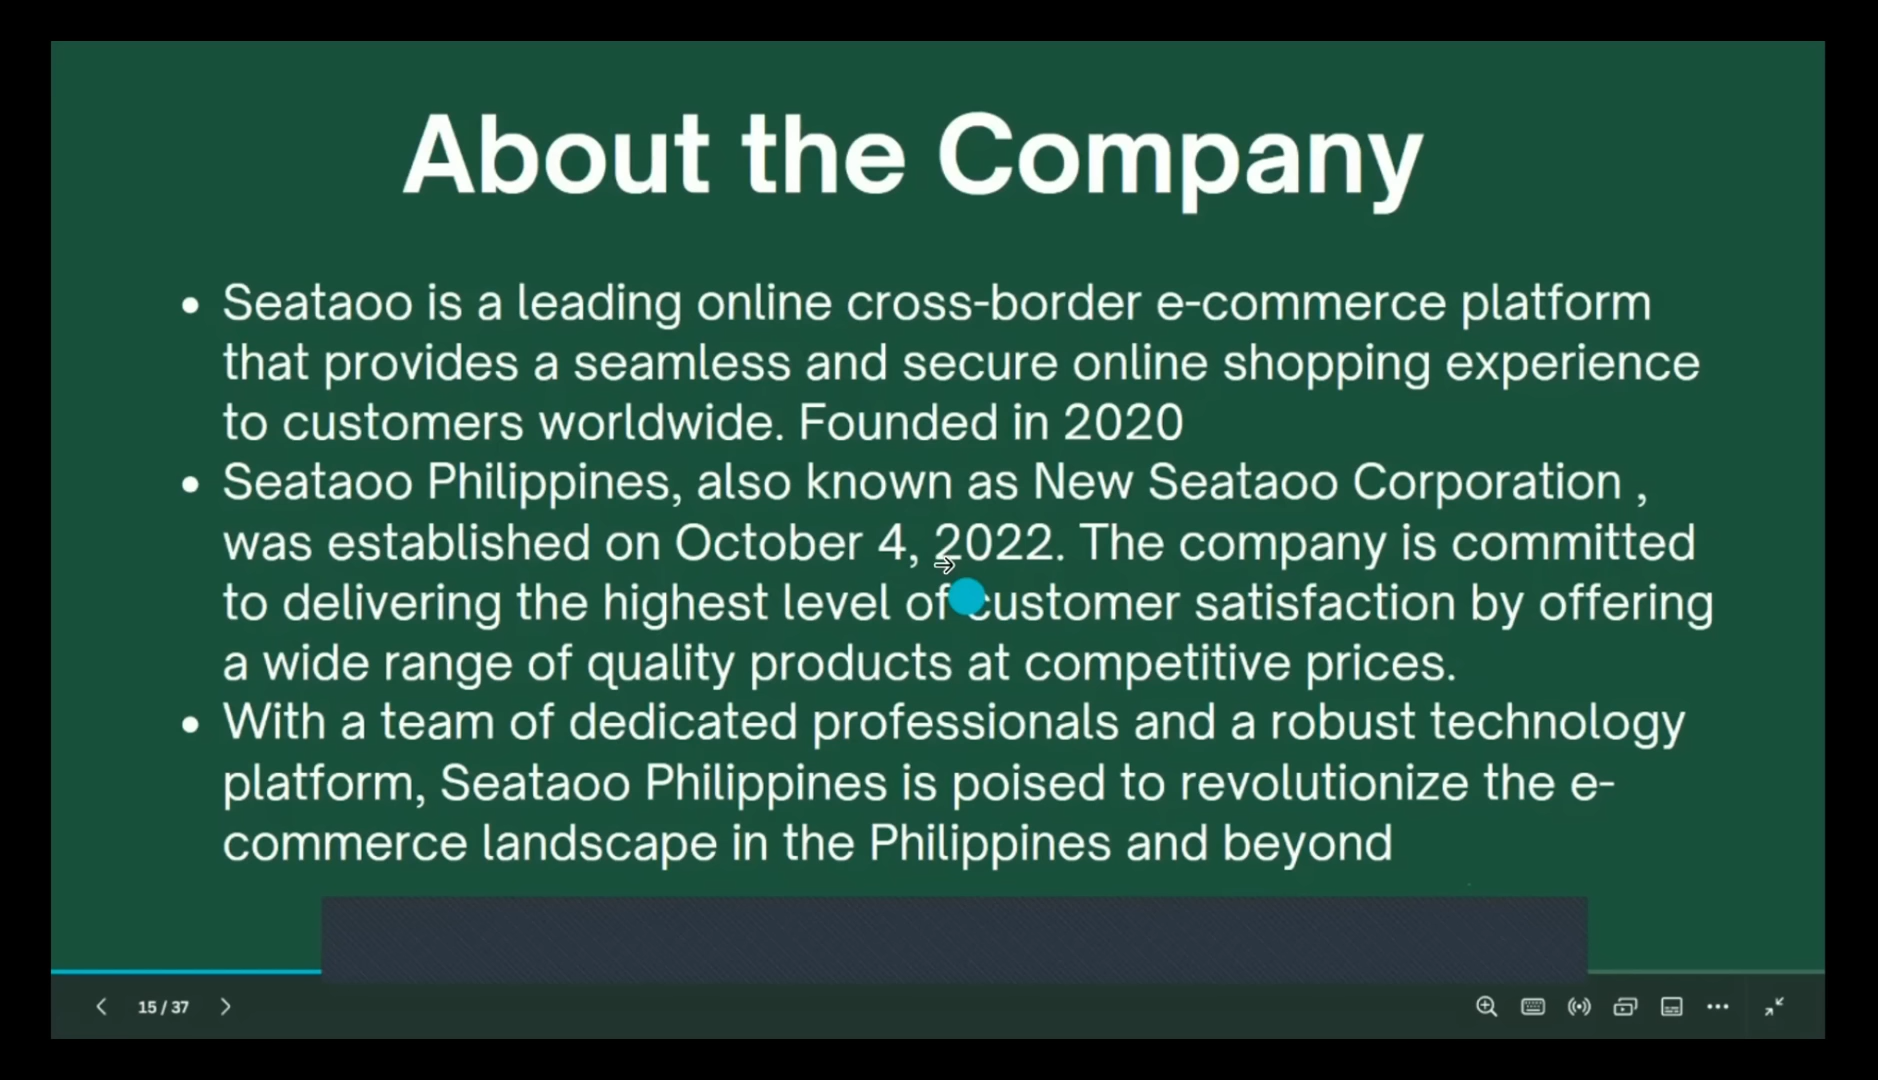 About the Company
• Seataoo is a leading online cross-border e-commerce platform
that provides a seamless and secure online shopping experience
to customers worldwide. Founded in 2020
• Seataoo Philippines, also known as New Seataoo Corporation ,
was established on October 4, 2022. The company is committed
to delivering the highest level of customer satisfaction by offering
a wide range of quality products at competitive prices.
• With a team of dedicated professionals and a robust technology
platform, Seataoo Philippines is poised to revolutionize the e-
commerce landscape in the Philippines and beyond
15 / 37